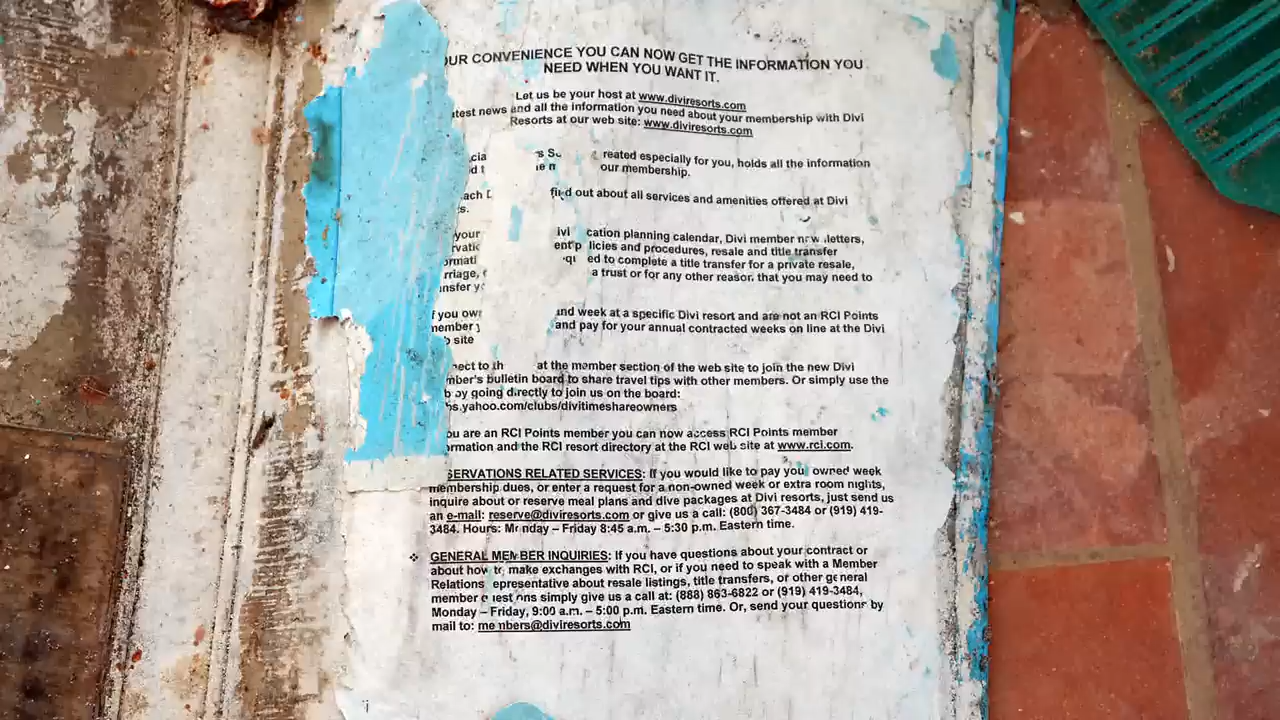 UR CONVENIENCE YOU CAN NOW GET THE INFORMATION YOU
NEED WHEN YOU WANT IT.
Let us be your host at www.diviresorts.com
news and all the information you need about your membership with Divi
Resorts at our web site: www.diviresorts.com
reated especially for you, holds all the information
our membership.
find out about all services and amenities offered at Divi
your cation planning calendar, Divi member letters,
policies and procedures, resale and title transfer
ed to complete a title transfer for a private resale,
a trust or for any other reason that you may need to
and week at a specific Divi resort and are not an RCI Points
and pay for your annual contracted weeks on line at the Divi
site
at the member section of the web site to join the new Divi
mber's bulletin board to share travel tips with other members. Or simply use the
by going directly to join us on the board:
s.yahoo.com/clubs/divitimeshareowners
ou are an RCI Points member you can now access RCI Points member
rmation and the RCI resort directory at the RCI web site at www.rci.com.
SERVATIONS RELATED SERVICES: If you would like to pay your owned week
membership dues, or enter a request for a non-owned week or extra room nights,
inquire about or reserve meal plans and dive packages at Divi resorts, just send us
an e-mail: reserve@diviresorts.com or give us a call: (800) 367-3484 or (919) 419-
3484. Hours: Monday – Friday 8:45 a.m. – 5:30 p.m. Eastern time.
❖ GENERAL MEMBER INQUIRIES: If you have questions about your contract or
about how to make exchanges with RCI, or if you need to speak with a Member
Relations epresentative about resale listings, title transfers, or other general
member questions simply give us a call at: (888) 863-6822 or (919) 419-3484,
Monday – Friday, 9:00 a.m. – 5:00 p.m. Eastern time. Or, send your questions by
mail to: members@diviresorts.com